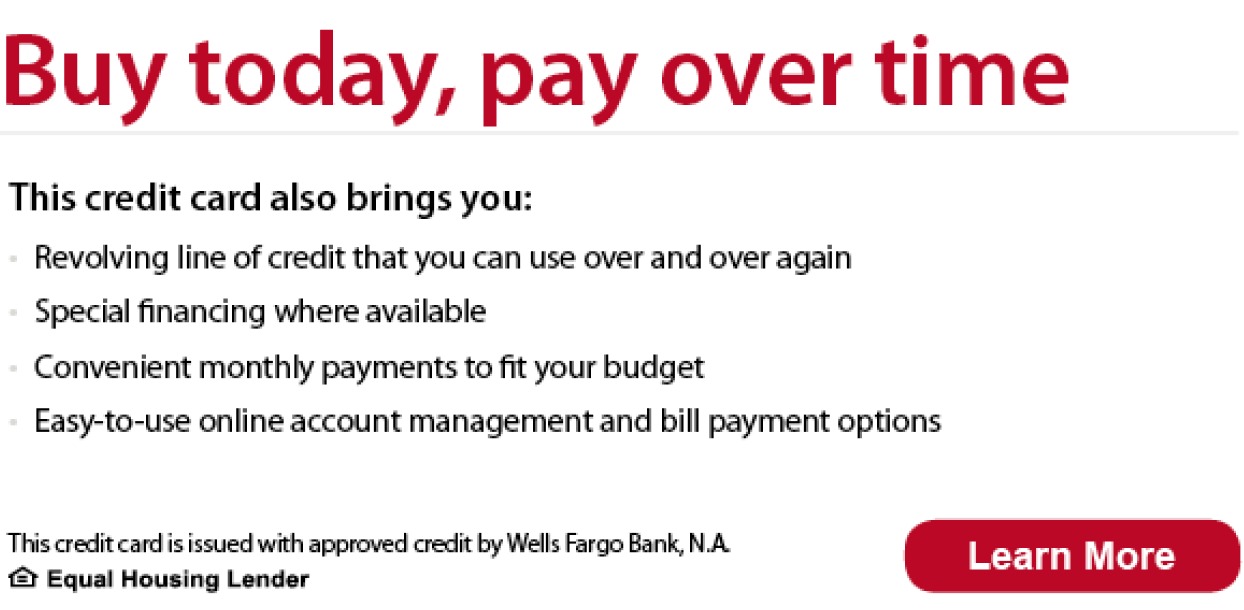 Buy today, pay over time
This credit card also brings you:
Revolving line of credit that you can use over and over again
Special financing where available
Convenient monthly payments to fit your budget
Easy-to-use online account management and bill payment options
This credit card is issued with approved credit by Wells Fargo Bank, N.A.
Equal Housing Lender
Learn More